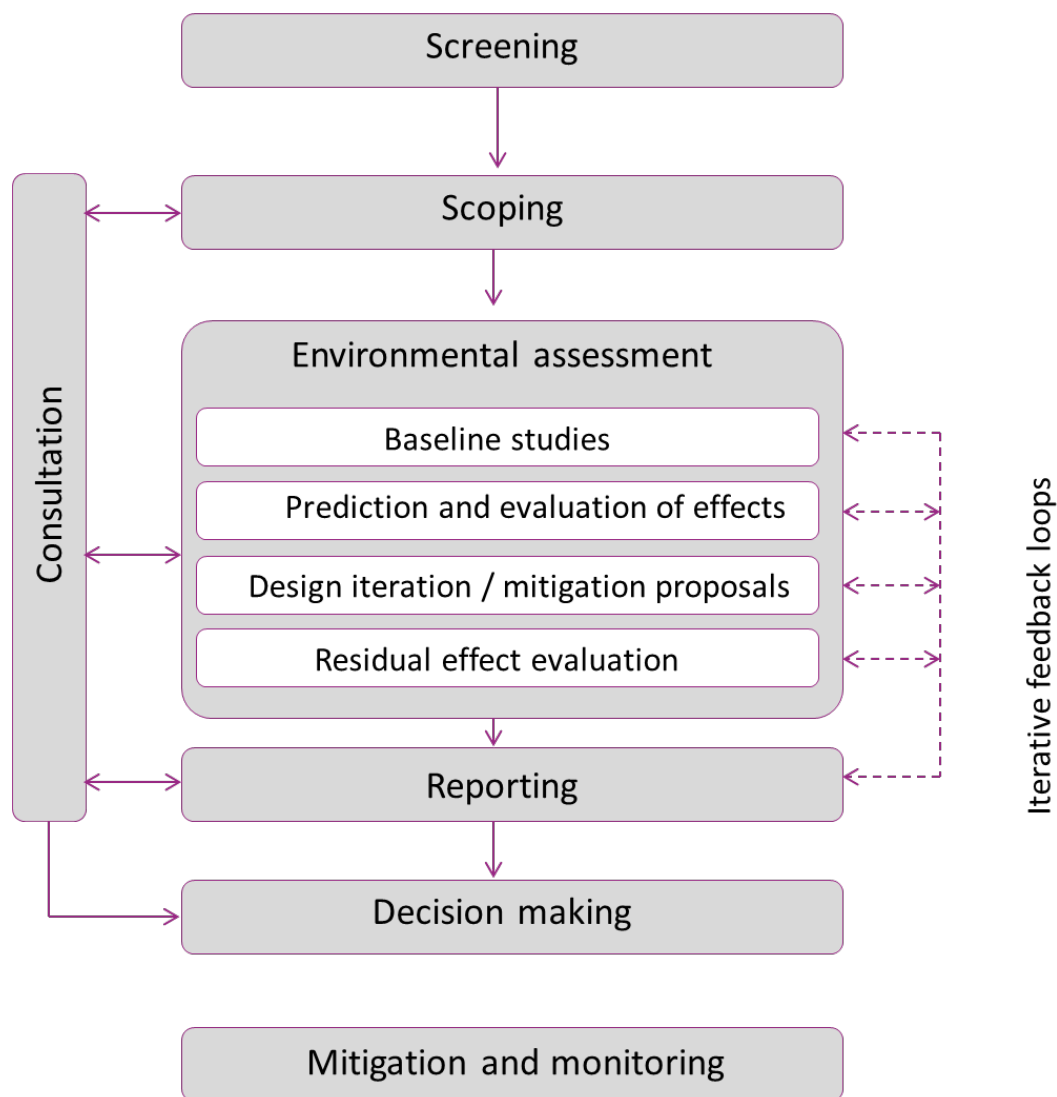 Screening
Scoping
Consultation
Environmental assessment
Baseline studies
Prediction and evaluation of effects
Design iteration / mitigation proposals
Residual effect evaluation
Iterative feedback loops
Reporting
Decision making
Mitigation and monitoring